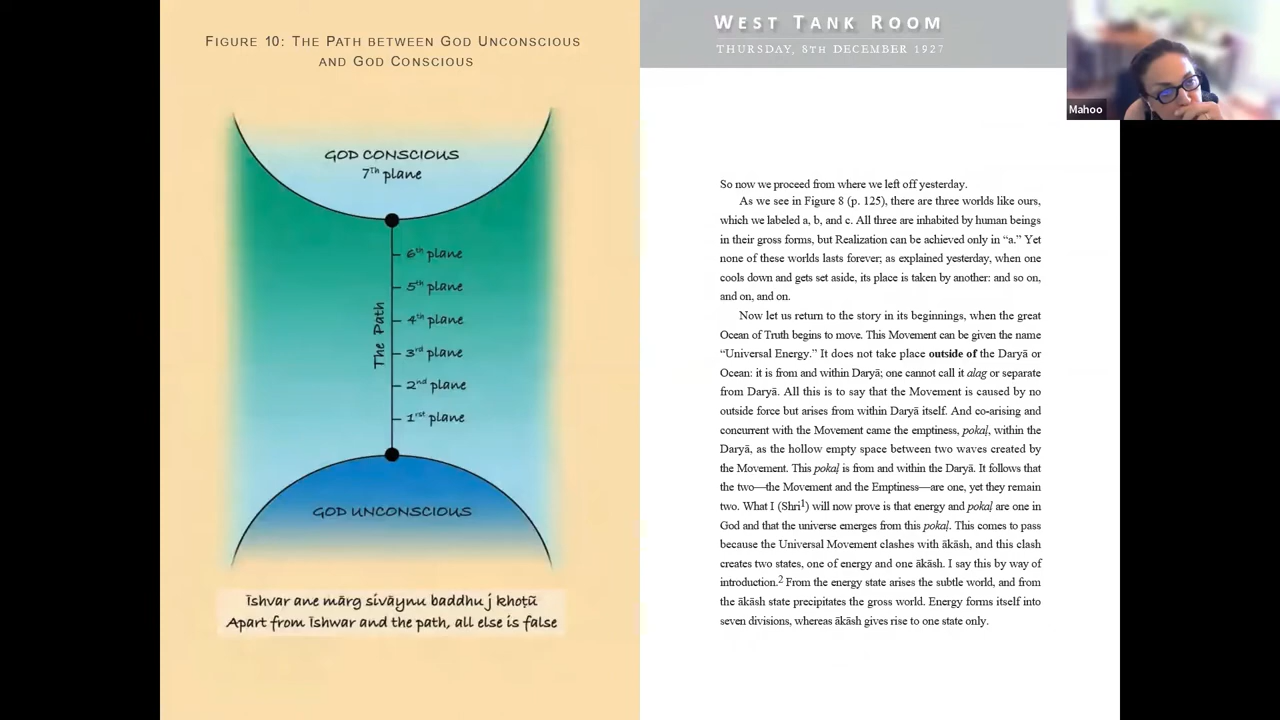 FIGURE 10: THE PATH BETWEEN GOD UNCONSCIOUS
AND GOD CONSCIOUS
GOD CONSCIOUS
7Th plane
6th plane
5th plane
4th plane
3rd plane
2nd plane
1rst plane
The Path
GOD UNCONSCIOUS
Īshvar ane mārg sivāynu baddhu j khoṭū
Apart from Īshwar and the path, all else is false
WEST TANK ROOM
THURSDAY, 8TH DECEMBER 1927
So now we proceed from where we left off yesterday.
As we see in Figure 8 (p. 125), there are three worlds like ours,
which we labeled a, b, and c. All three are inhabited by human beings
in their gross forms, but Realization can be achieved only in “a.” Yet
none of these worlds lasts forever; as explained yesterday, when one
cools down and gets set aside, its place is taken by another: and so on,
and on, and on.
Now let us return to the story in its beginnings, when the great
Ocean of Truth begins to move. This Movement can be given the name
“Universal Energy.” It does not take place outside of the Daryā or
Ocean: it is from and within Daryā; one cannot call it alag or separate
from Daryā. All this is to say that the Movement is caused by no
outside force but arises from within Daryā itself. And co-arising and
concurrent with the Movement came the emptiness, pokaḷ, within the
Daryā, as the hollow empty space between two waves created by
the Movement. This pokaḷ is from and within the Daryā. It follows that
the two—the Movement and the Emptiness—are one, yet they remain
two. What I (Shri1) will now prove is that energy and pokaḷ are one in
God and that the universe emerges from this pokaḷ. This comes to pass
because the Universal Movement clashes with ākāsh, and this clash
creates two states, one of energy and one ākāsh. I say this by way of
introduction.2 From the energy state arises the subtle world, and from
the ākāsh state precipitates the gross world. Energy forms itself into
seven divisions, whereas ākāsh gives rise to one state only.
Mahoo